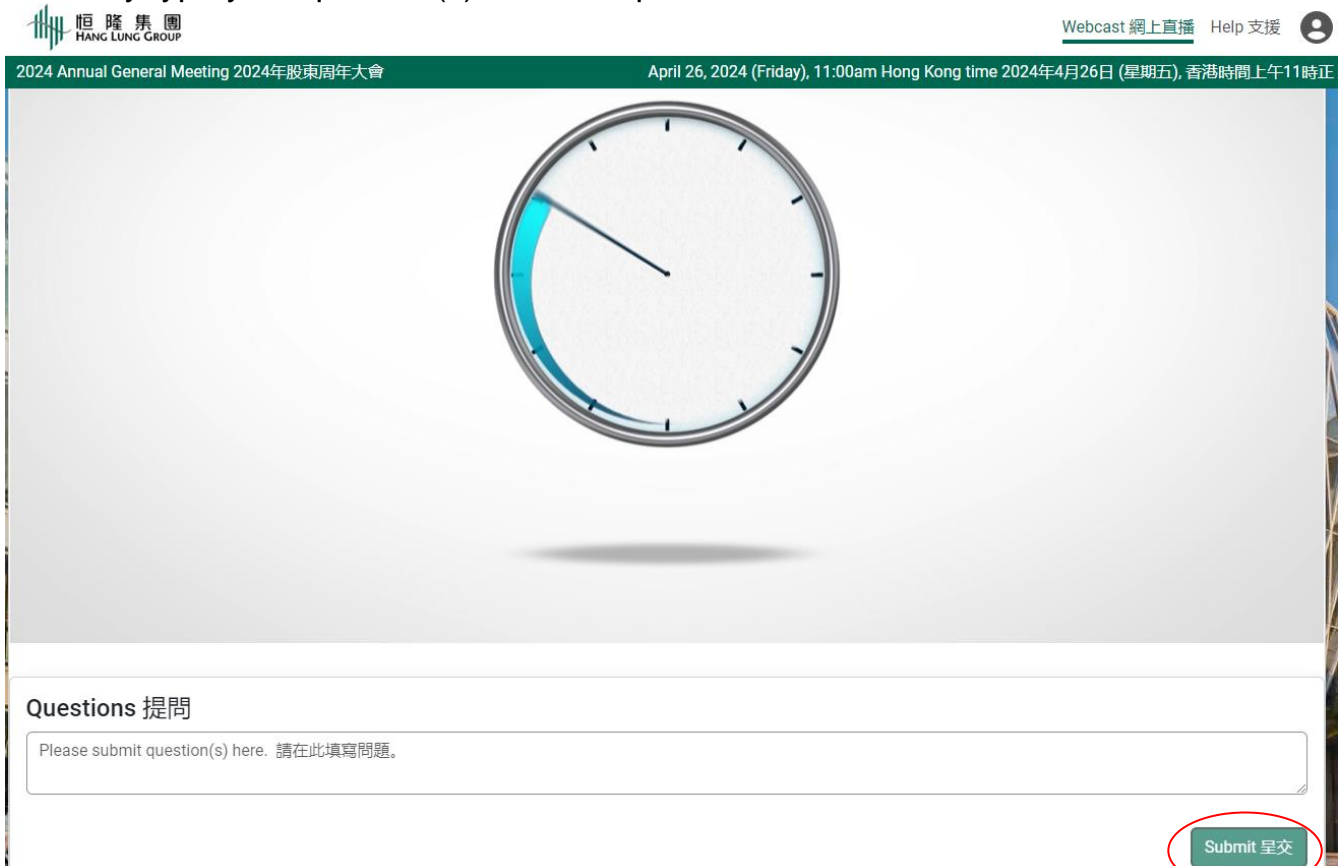 恒隆集團
HANG LUNG GROUP
Webcast 網上直播 Help 支援
2024 Annual General Meeting 2024年股東周年大會 April 26, 2024 (Friday), 11:00am Hong Kong time 2024年4月26日 (星期五), 香港時間上午11時正
Questions 提問
Please submit question(s) here. 請在此填寫問題。
Submit 呈交